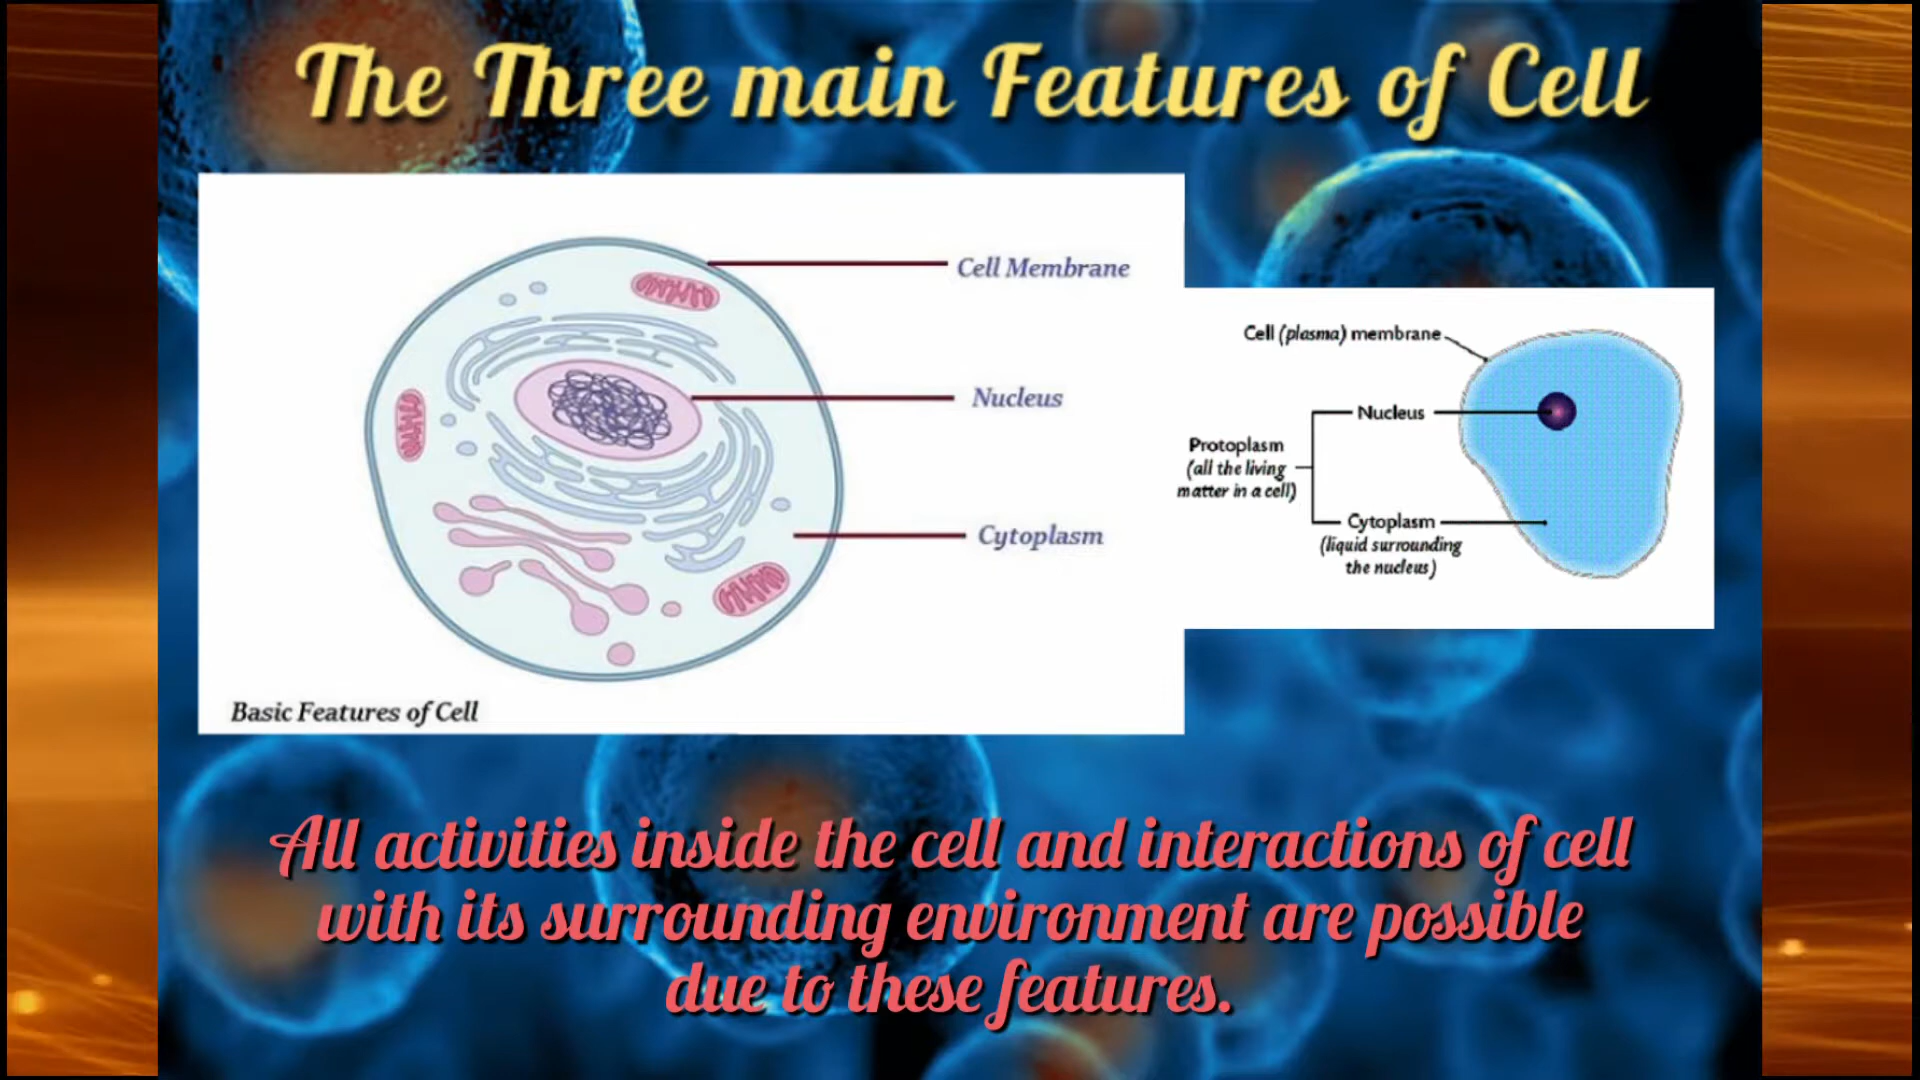 The Three main Features of Cell
Cell Membrane
Nucleus
Cytoplasm
Basic Features of Cell
Cell (plasma) membrane
Nucleus
Protoplasm
(all the living
matter in a cell)
Cytoplasm
(liquid surrounding
the nucleus)
All activities inside the cell and interactions of cell
with its surrounding environment are possible
due to these features.